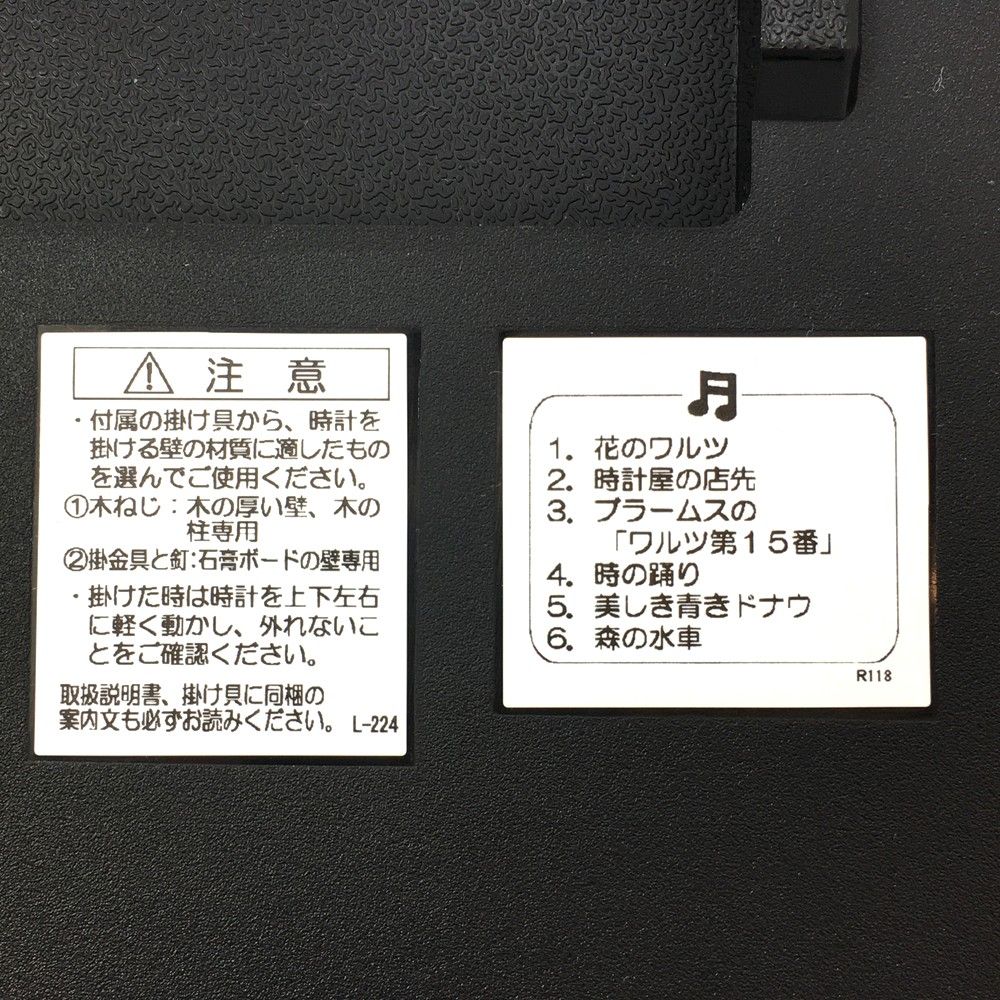 注意
・付属の掛け具から、時計を
掛ける壁の材質に適したもの
を選んでご使用ください。
①木ねじ：木の厚い壁、木の
柱専用
②掛金具と釘：石膏ボードの壁専用
・掛けた時は時計を上下左右
に軽く動かし、外れないこ
とをご確認ください。
取扱説明書、掛け具に同梱の
案内文も必ずお読みください。 L-224
1. 花のワルツ
2. 時計屋の店先
3. ブラームスの
「ワルツ第１５番」
4. 時の踊り
5. 美しき青きドナウ
6. 森の水車
R118